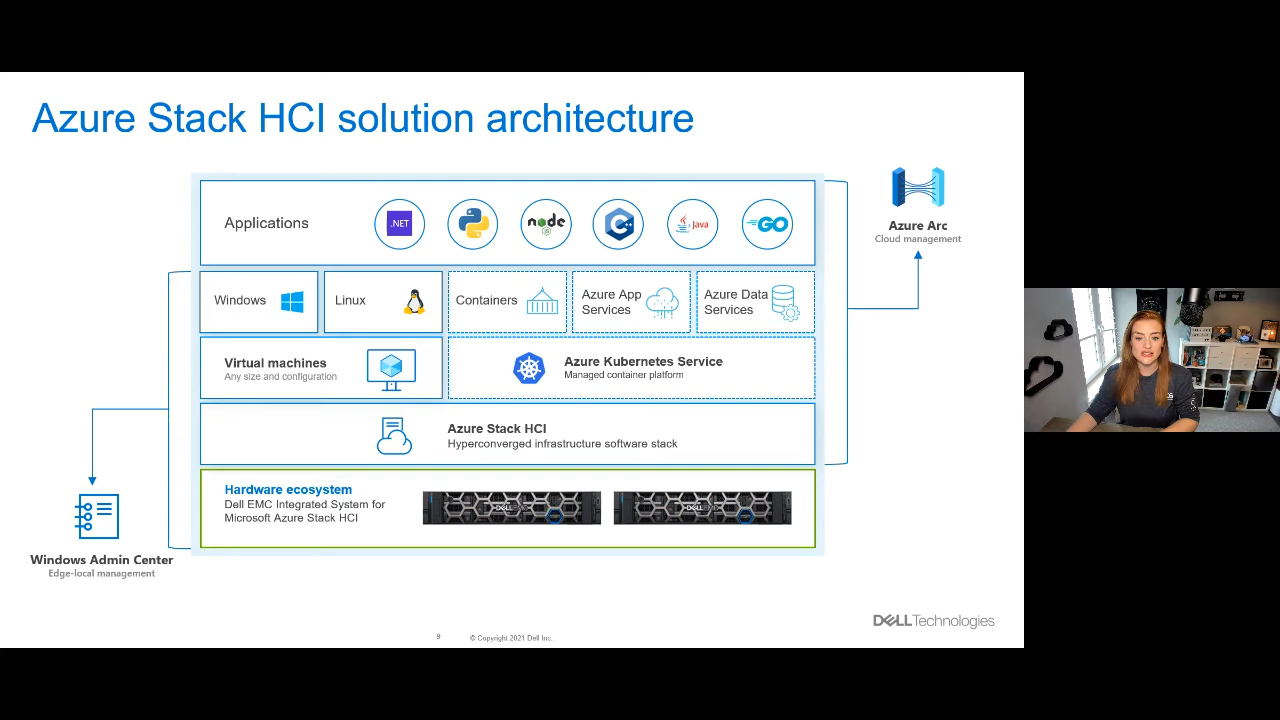 Azure Stack HCI solution architecture
Applications
.NET
node
JS
C++
Java
GO
Azure Arc
Cloud management
Windows
Linux
Containers
Azure App
Services
Azure Data
Services
Virtual machines
Any size and configuration
Azure Kubernetes Service
Managed container platform
Azure Stack HCI
Hyperconverged infrastructure software stack
Hardware ecosystem
Dell EMC Integrated System for
Microsoft Azure Stack HCI
DELLEMC
DELLEMC
Windows Admin Center
Edge-local management
DELLTechnologies
9
© Copyright 2021 Dell Inc.